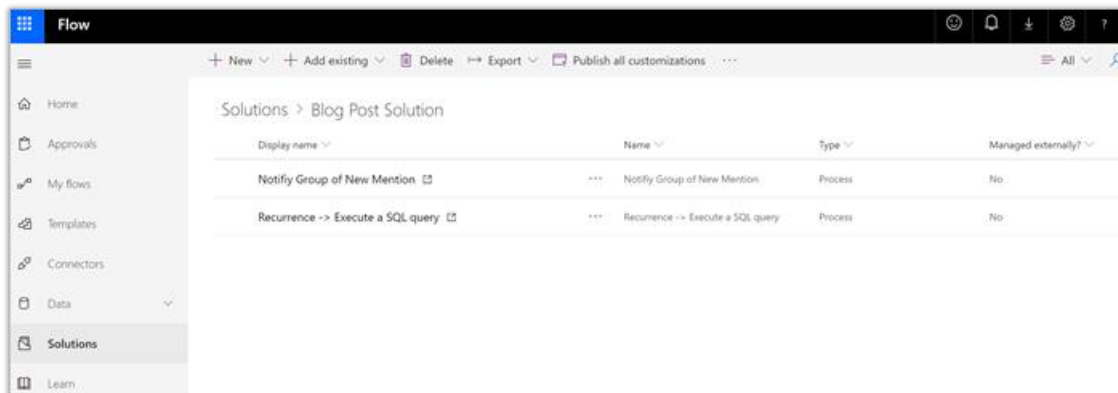 Flow
?
New
Add existing
Delete
Export
Publish all customizations
···
All
Home
Approvals
My flows
Templates
Connectors
Data
Solutions
Learn
Solutions > Blog Post Solution
Display name Name Type Managed externally?
Notifiy Group of New Mention ··· Notifiy Group of New Mention Process No
Recurrence -> Execute a SQL query ··· Recurrence -> Execute a SQL query Process No